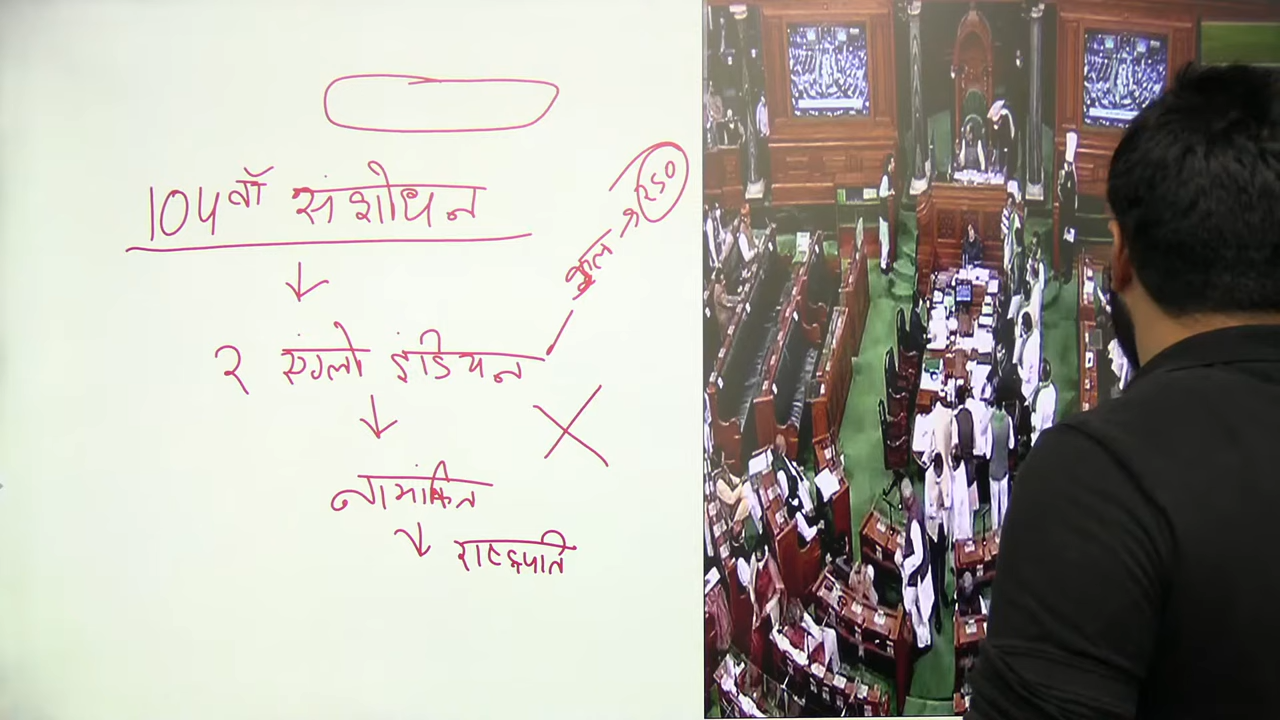 104वाँ संशोधन
कुल → 250
2 एंग्लो इंडियन
नामांकित
राष्ट्रपति